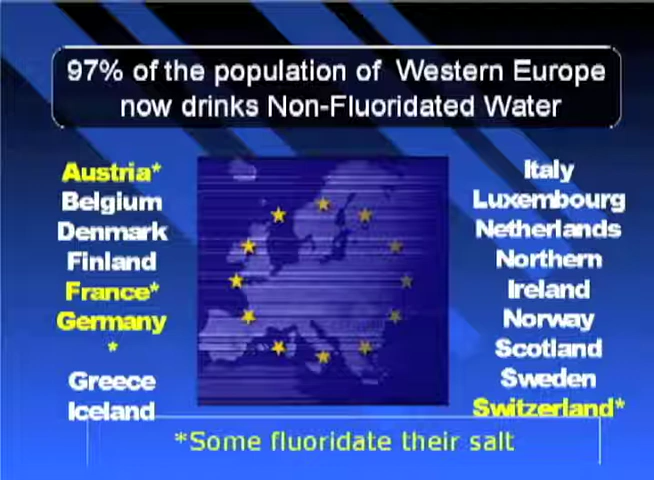 97% of the population of Western Europe
now drinks Non-Fluoridated Water
Austria*
Belgium
Denmark
Finland
France*
Germany
*
Greece
Iceland
Italy
Luxembourg
Netherlands
Northern
Ireland
Norway
Scotland
Sweden
Switzerland*
*Some fluoridate their salt